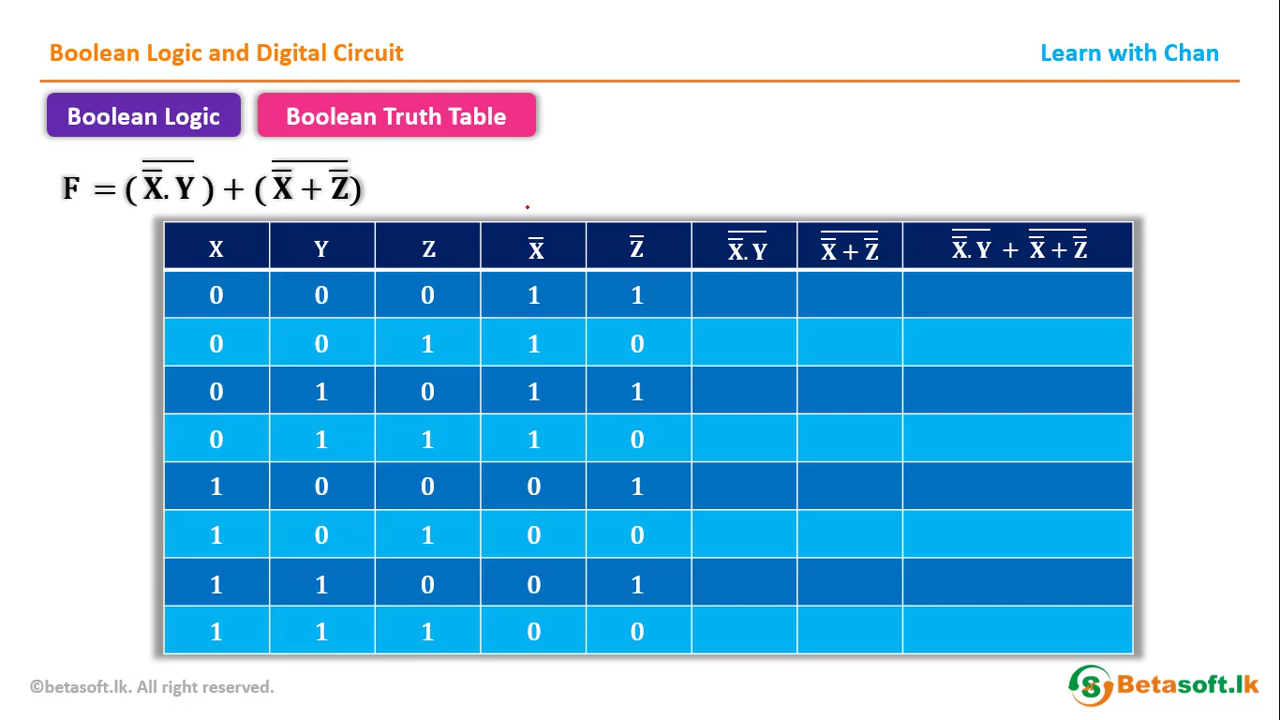 Boolean Logic and Digital Circuit Learn with Chan
Boolean Logic Boolean Truth Table
F = (X̅̅.Y̅) + (X̅̅ + Z̅̅)
X Y Z X̅ Z̅ X̅̅.Y̅ X̅̅ + Z̅̅ X̅̅.Y̅ + X̅̅ + Z̅̅
0 0 0 1 1
0 0 1 1 0
0 1 0 1 1
0 1 1 1 0
1 0 0 0 1
1 0 1 0 0
1 1 0 0 1
1 1 1 0 0
©betasoft.lk. All right reserved. Betasoft.lk